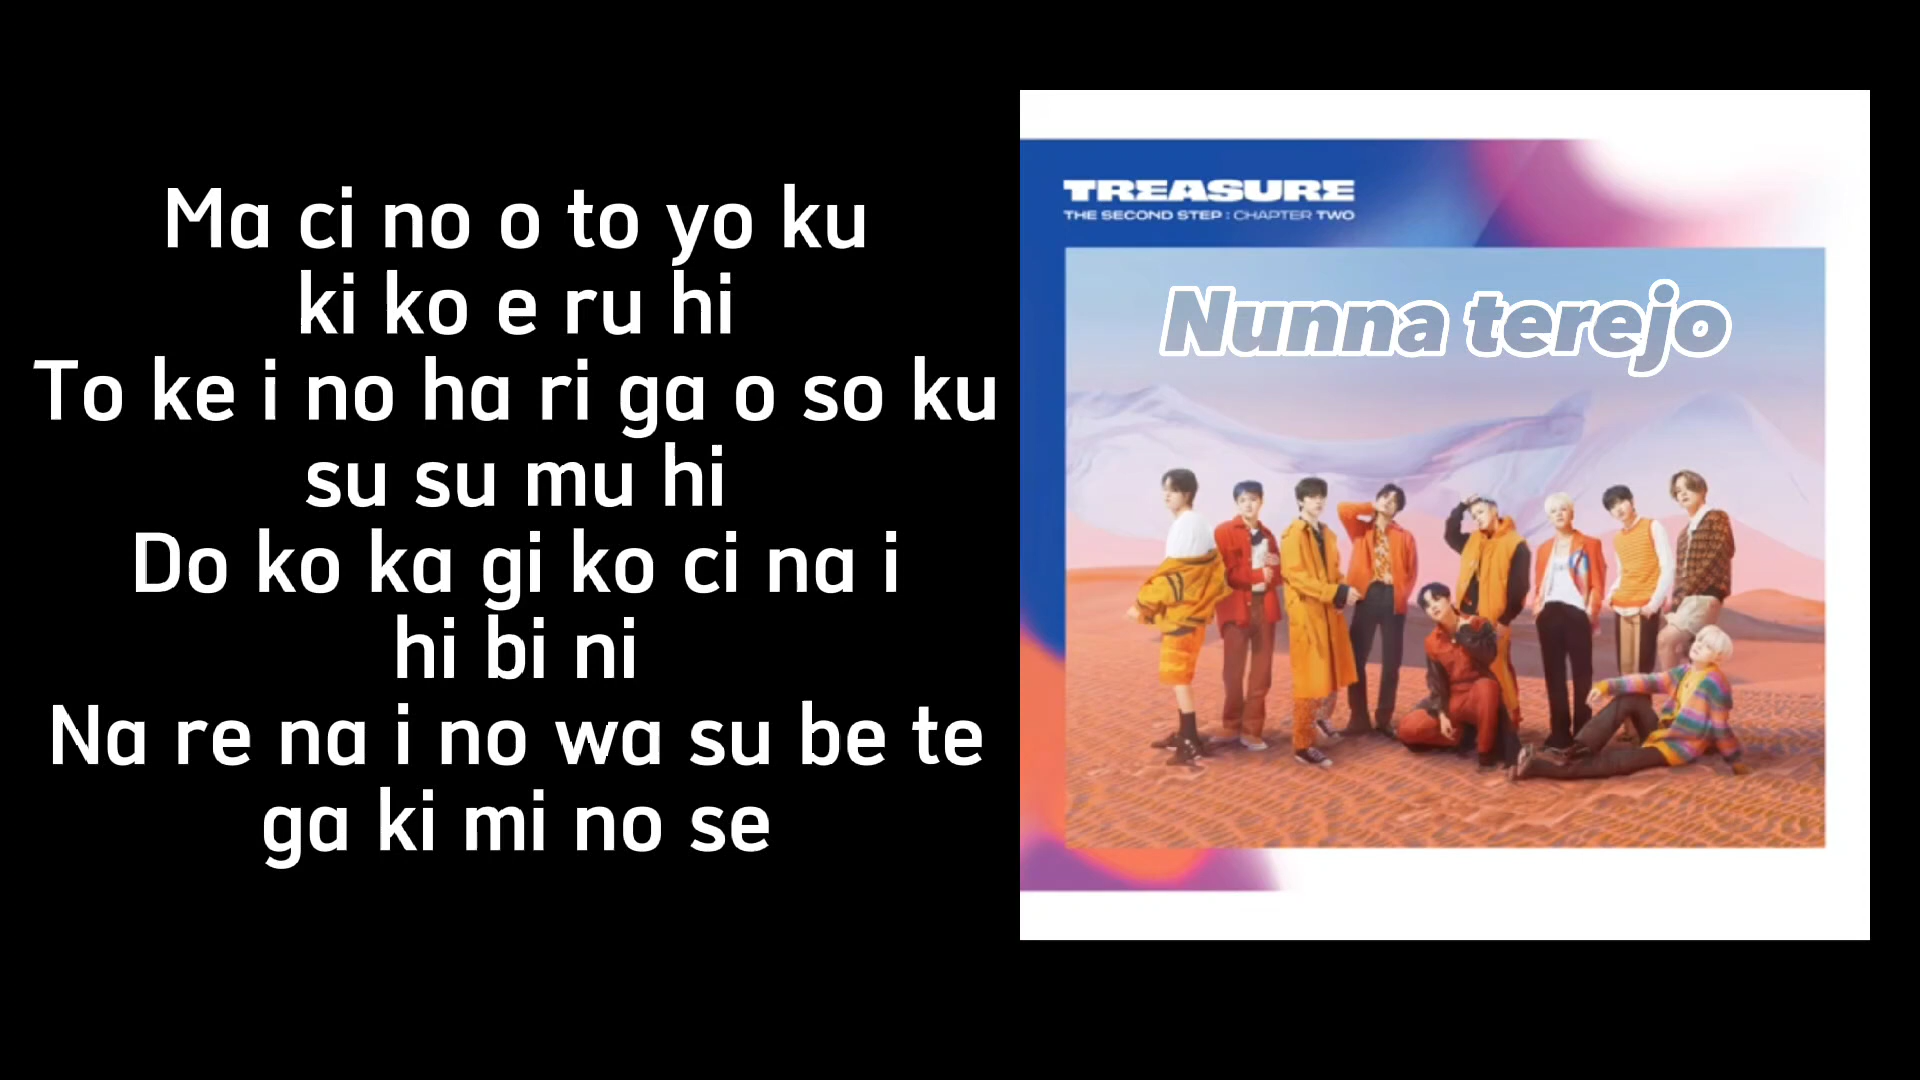 Ma ci no o to yo ku
ki ko e ru hi
To ke i no ha ri ga o so ku
su su mu hi
Do ko ka gi ko ci na i
hi bi ni
Na re na i no wa su be te
ga ki mi no se
TREASURE
THE SECOND STEP : CHAPTER TWO
Nunna terejo